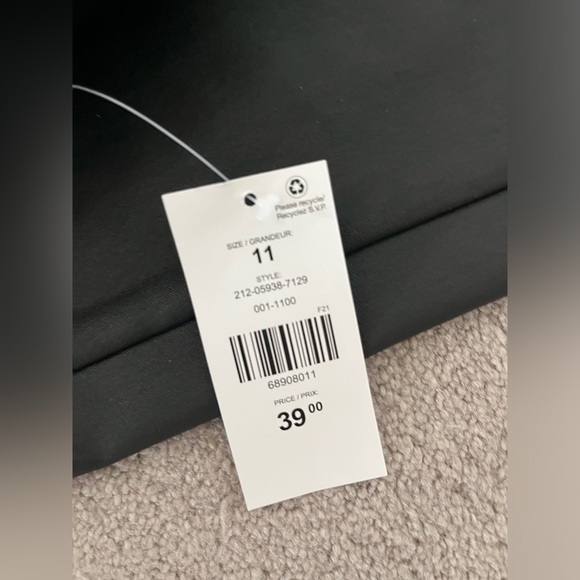 Please recycle/
Recyclez S.V.P.
SIZE / GRANDEUR:
11
STYLE:
212-05938-7129
001-1100
F21
68908011
PRICE / PRIX:
39 00